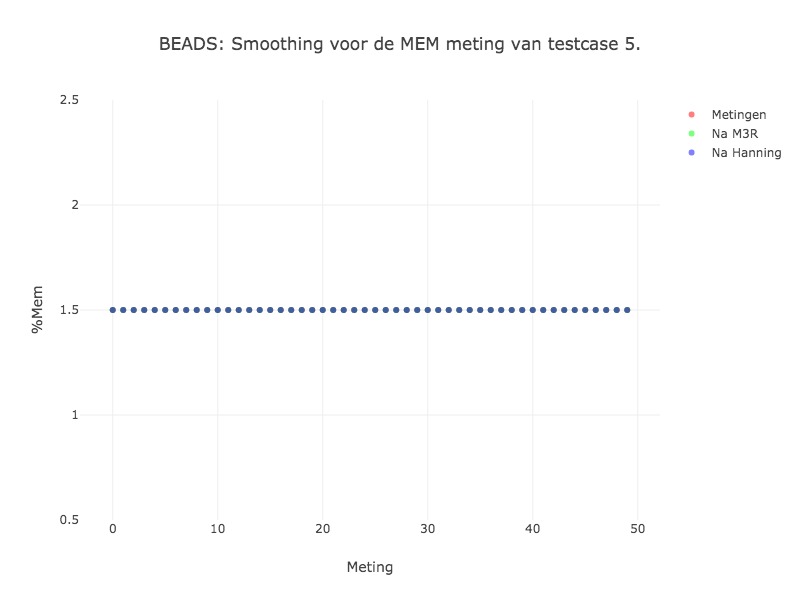 BEADS: Smoothing voor de MEM meting van testcase 5.
2.5
2
1.5
1
0.5
%Mem
0 10 20 30 40 50
Meting
Metingen
Na M3R
Na Hanning